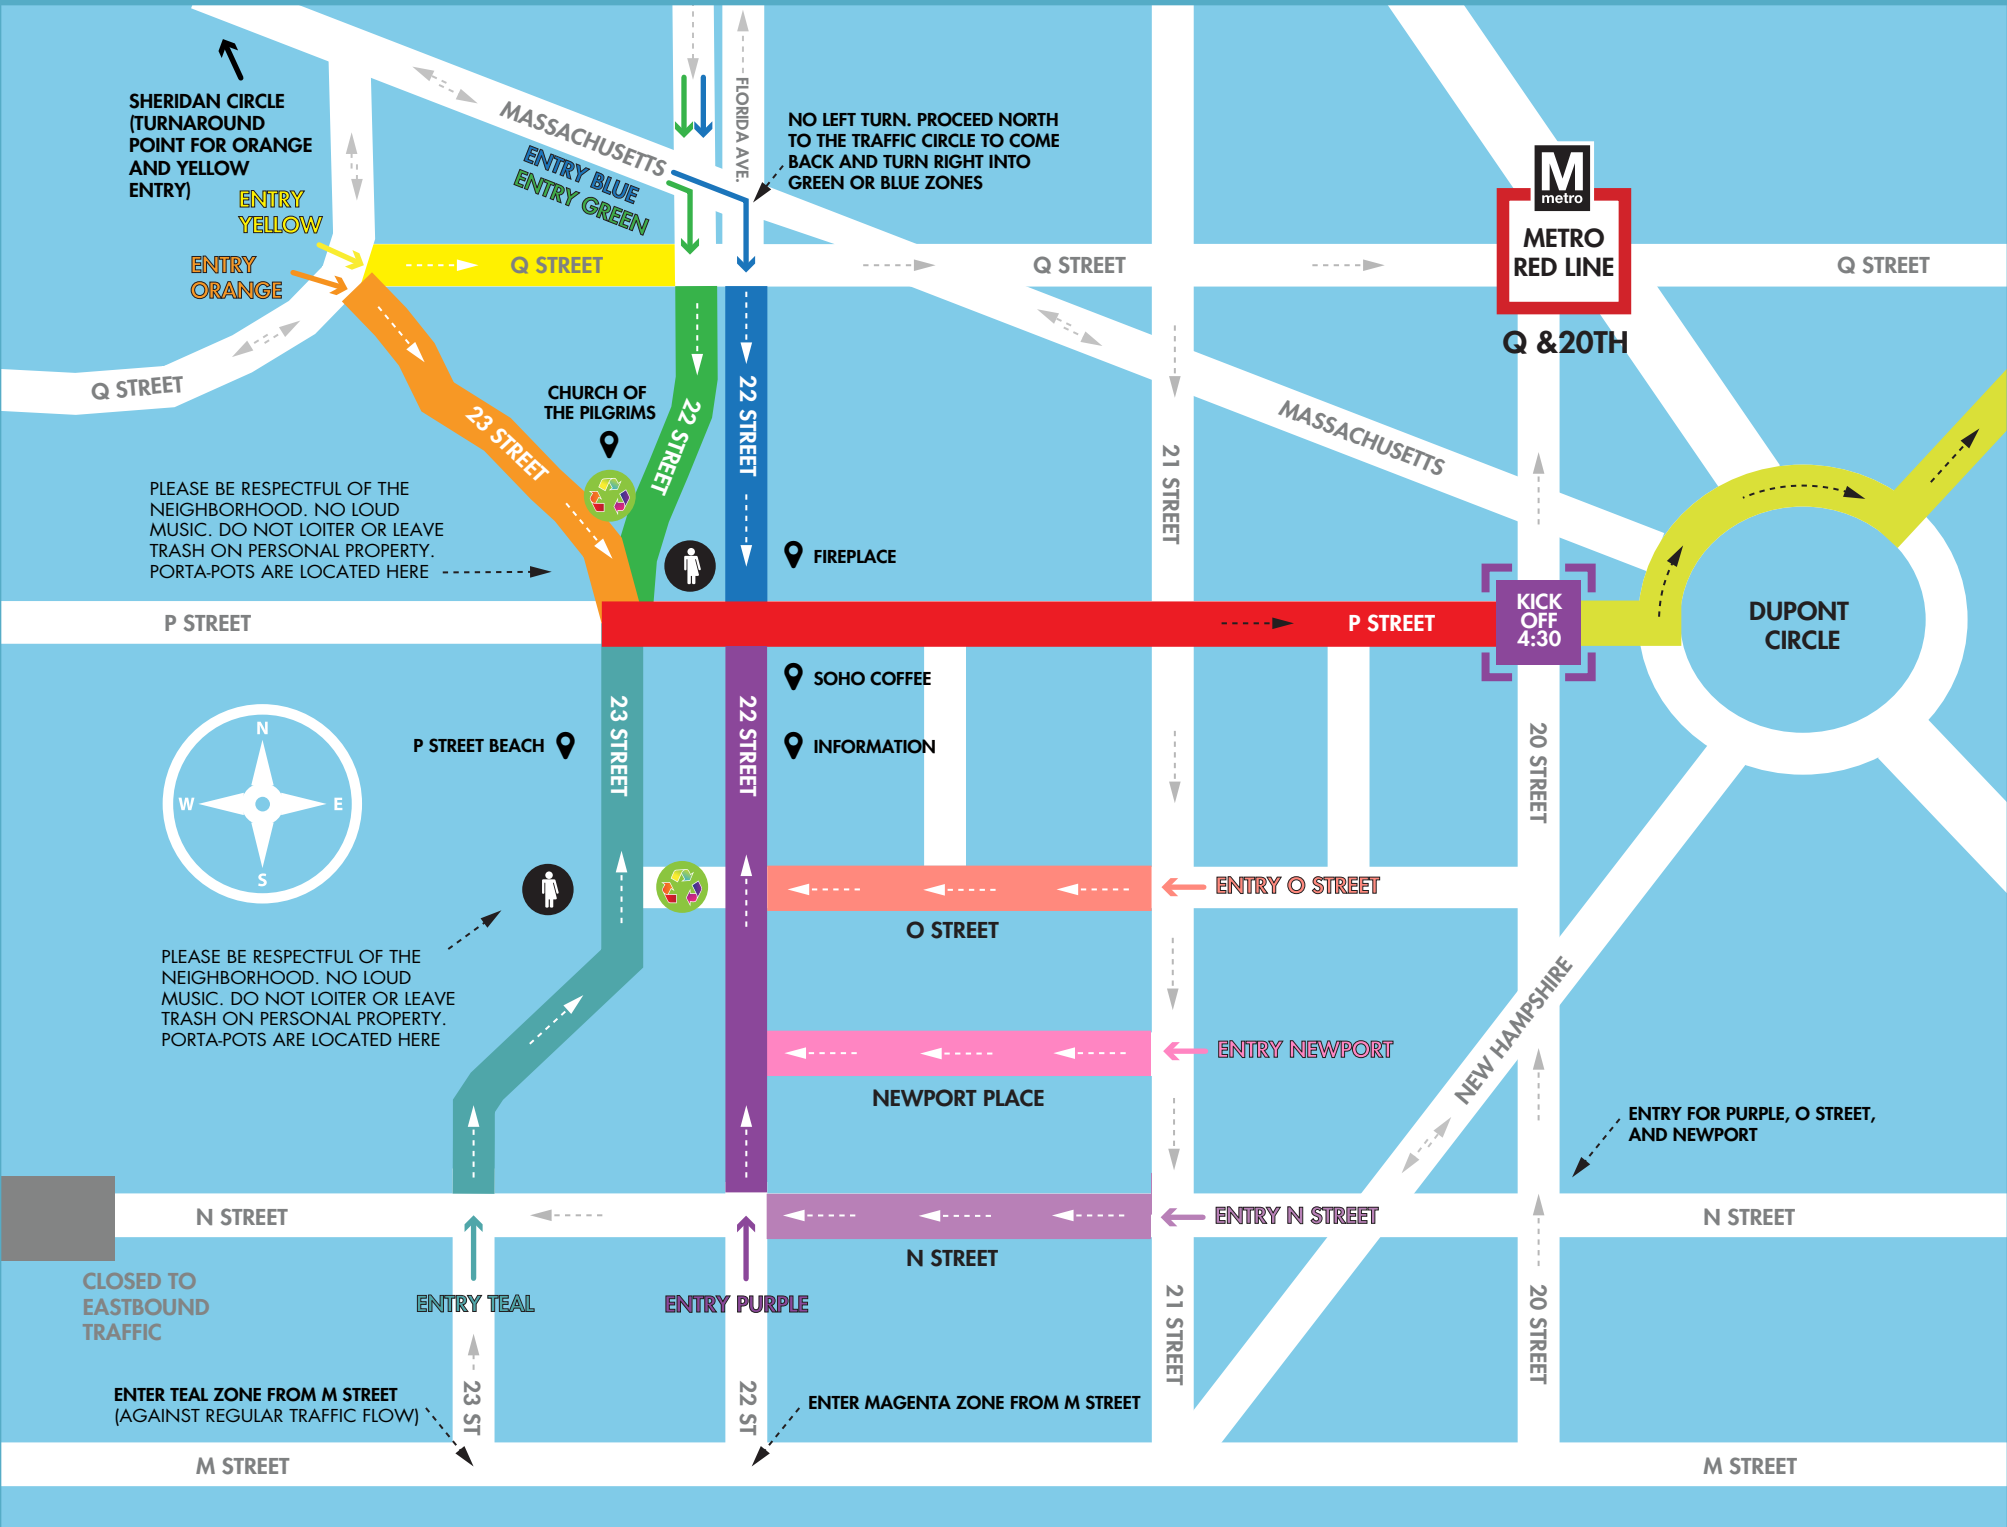 SHERIDAN CIRCLE
(TURNAROUND
POINT FOR ORANGE
AND YELLOW
ENTRY)
MASSACHUSETTS
FLORIDA AVE.
NO LEFT TURN. PROCEED NORTH
TO THE TRAFFIC CIRCLE TO COME
BACK AND TURN RIGHT INTO
GREEN OR BLUE ZONES
ENTRY BLUE
ENTRY GREEN
ENTRY
YELLOW
ENTRY
ORANGE
M
metro
METRO
RED LINE
Q &20TH
Q STREET
Q STREET
Q STREET
Q STREET
CHURCH OF
THE PILGRIMS
23 STREET
22 STREET
22 STREET
21 STREET
MASSACHUSETTS
PLEASE BE RESPECTFUL OF THE
NEIGHBORHOOD. NO LOUD
MUSIC. DO NOT LOITER OR LEAVE
TRASH ON PERSONAL PROPERTY.
PORTA-POTS ARE LOCATED HERE
FIREPLACE
P STREET
P STREET
KICK
OFF
4:30
DUPONT
CIRCLE
SOHO COFFEE
P STREET BEACH
INFORMATION
23 STREET
22 STREET
20 STREET
N
W
E
S
ENTRY O STREET
O STREET
PLEASE BE RESPECTFUL OF THE
NEIGHBORHOOD. NO LOUD
MUSIC. DO NOT LOITER OR LEAVE
TRASH ON PERSONAL PROPERTY.
PORTA-POTS ARE LOCATED HERE
ENTRY NEWPORT
NEWPORT PLACE
NEW HAMPSHIRE
ENTRY FOR PURPLE, O STREET,
AND NEWPORT
N STREET
ENTRY N STREET
N STREET
N STREET
CLOSED TO
EASTBOUND
TRAFFIC
ENTRY TEAL
ENTRY PURPLE
21 STREET
20 STREET
ENTER TEAL ZONE FROM M STREET
(AGAINST REGULAR TRAFFIC FLOW)
23 ST
22 ST
ENTER MAGENTA ZONE FROM M STREET
M STREET
M STREET